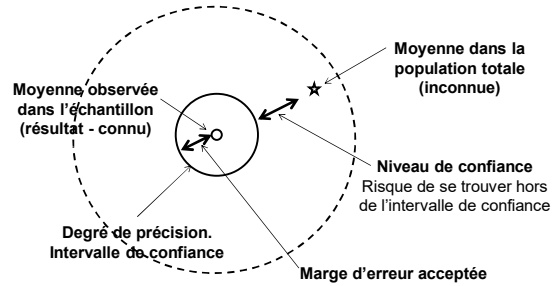 Moyenne dans la
population totale
(inconnue)
Moyenne observée
dans l'échantillon
(résultat - connu)
Niveau de confiance
Risque de se trouver hors
de l'intervalle de confiance
Degré de précision.
Intervalle de confiance
Marge d'erreur acceptée